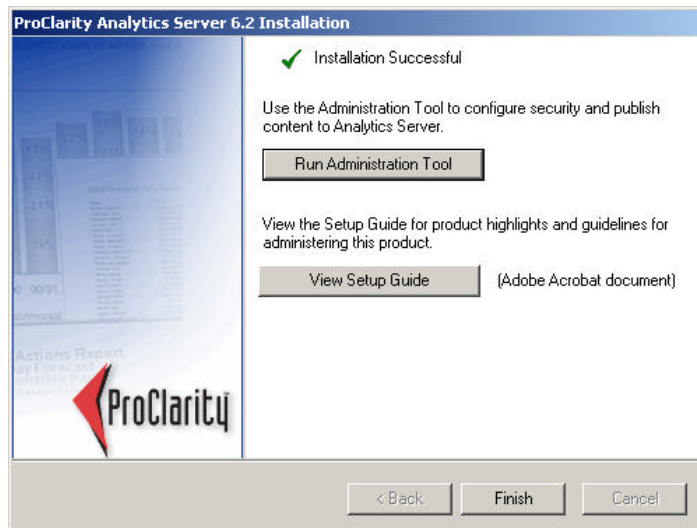 ProClarity Analytics Server 6.2 Installation
Installation Successful
Use the Administration Tool to configure security and publish
content to Analytics Server.
Run Administration Tool
View the Setup Guide for product highlights and guidelines for
administering this product.
View Setup Guide
(Adobe Acrobat document)
Actions Report
ProClarity
< Back
Finish
Cancel